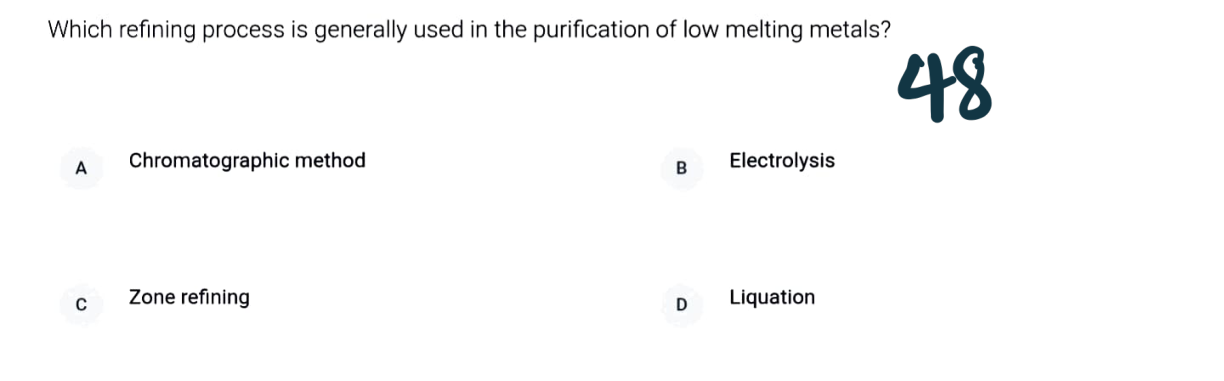 Which refining process is generally used in the purification of low melting metals?
48
A Chromatographic method
B Electrolysis
C Zone refining
D Liquation